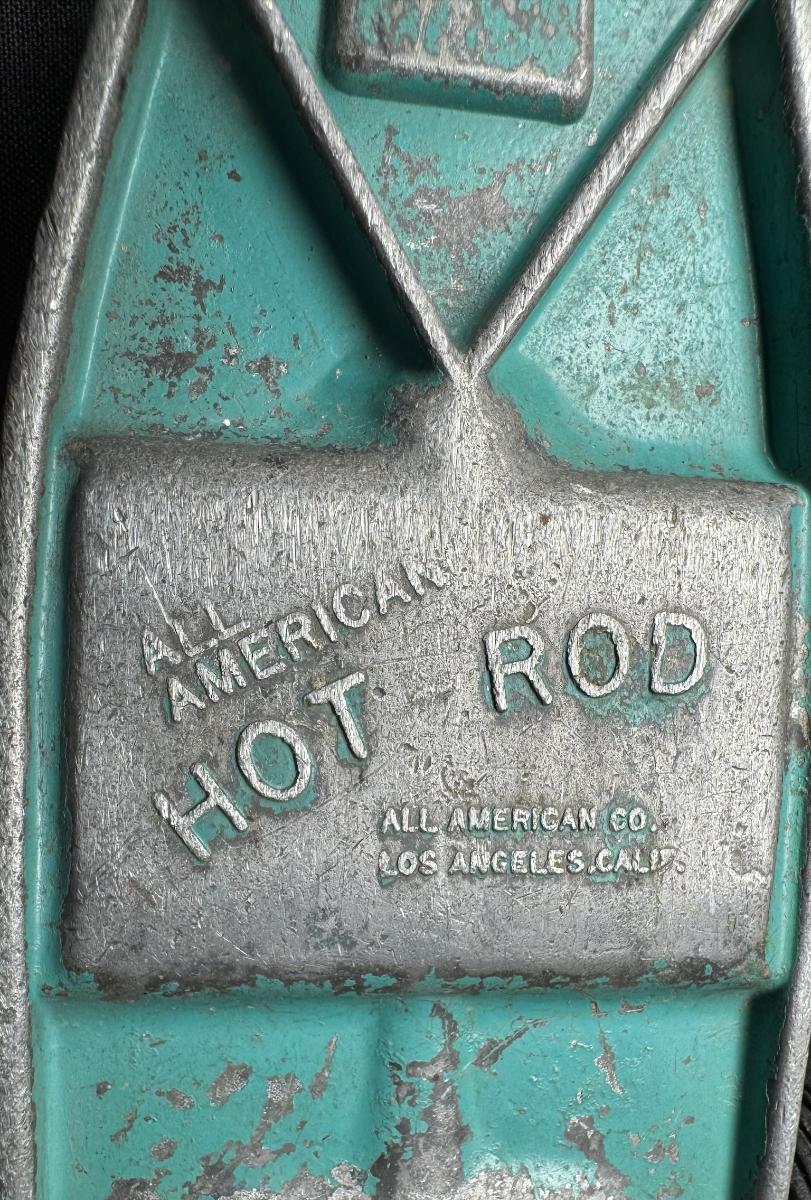 ALL
AMERICAN
HOT ROD
ALL AMERICAN CO.
LOS ANGELES, CALIF.